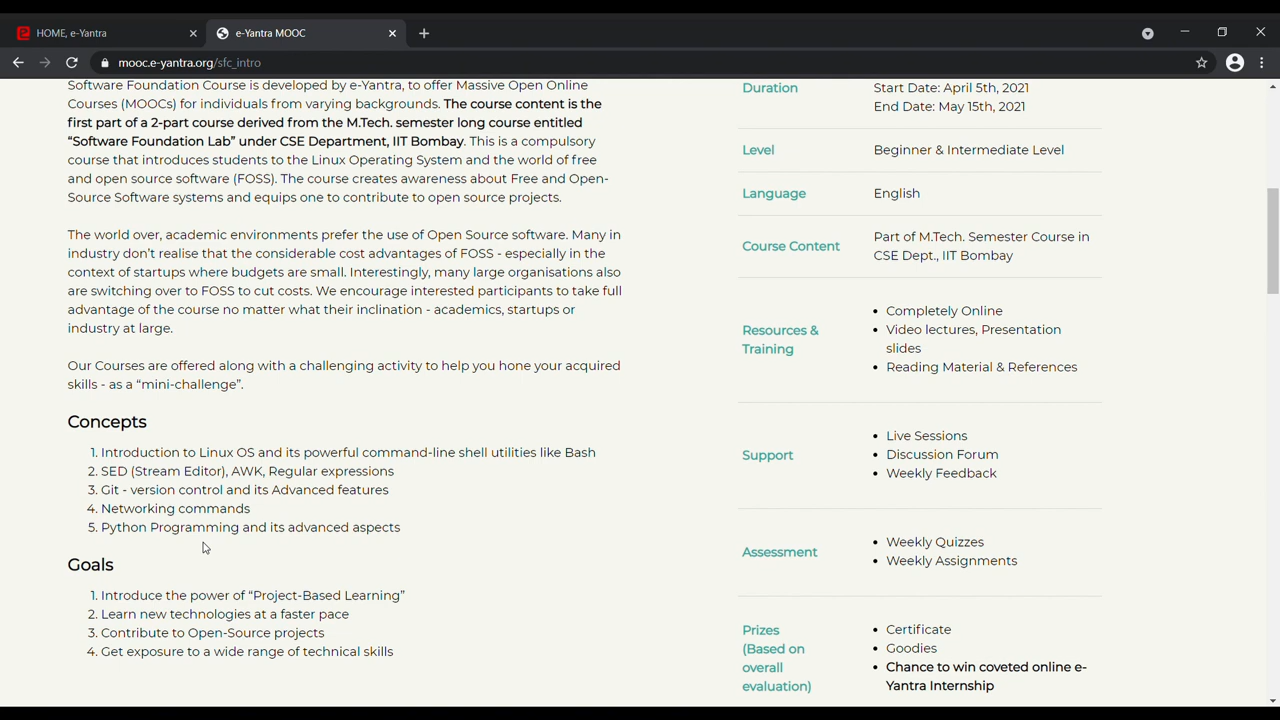 HOME, e-Yantra
e-Yantra MOOC
mooc.e-yantra.org/sfc_intro
Software Foundation Course is developed by e-Yantra, to offer Massive Open Online
Courses (MOOCs) for individuals from varying backgrounds. The course content is the
first part of a 2-part course derived from the M.Tech. semester long course entitled
“Software Foundation Lab” under CSE Department, IIT Bombay. This is a compulsory
course that introduces students to the Linux Operating System and the world of free
and open source software (FOSS). The course creates awareness about Free and Open-
Source Software systems and equips one to contribute to open source projects.
The world over, academic environments prefer the use of Open Source software. Many in
industry don’t realise that the considerable cost advantages of FOSS - especially in the
context of startups where budgets are small. Interestingly, many large organisations also
are switching over to FOSS to cut costs. We encourage interested participants to take full
advantage of the course no matter what their inclination - academics, startups or
industry at large.
Our Courses are offered along with a challenging activity to help you hone your acquired
skills - as a “mini-challenge”.
Concepts
1. Introduction to Linux OS and its powerful command-line shell utilities like Bash
2. SED (Stream Editor), AWK, Regular expressions
3. Git - version control and its Advanced features
4. Networking commands
5. Python Programming and its advanced aspects
Goals
1. Introduce the power of “Project-Based Learning”
2. Learn new technologies at a faster pace
3. Contribute to Open-Source projects
4. Get exposure to a wide range of technical skills
Duration
Start Date: April 5th, 2021
End Date: May 15th, 2021
Level
Beginner & Intermediate Level
Language
English
Course Content
Part of M.Tech. Semester Course in
CSE Dept., IIT Bombay
Resources &
Training
• Completely Online
• Video lectures, Presentation
slides
• Reading Material & References
Support
• Live Sessions
• Discussion Forum
• Weekly Feedback
Assessment
• Weekly Quizzes
• Weekly Assignments
Prizes
(Based on
overall
evaluation)
• Certificate
• Goodies
• Chance to win coveted online e-
Yantra Internship